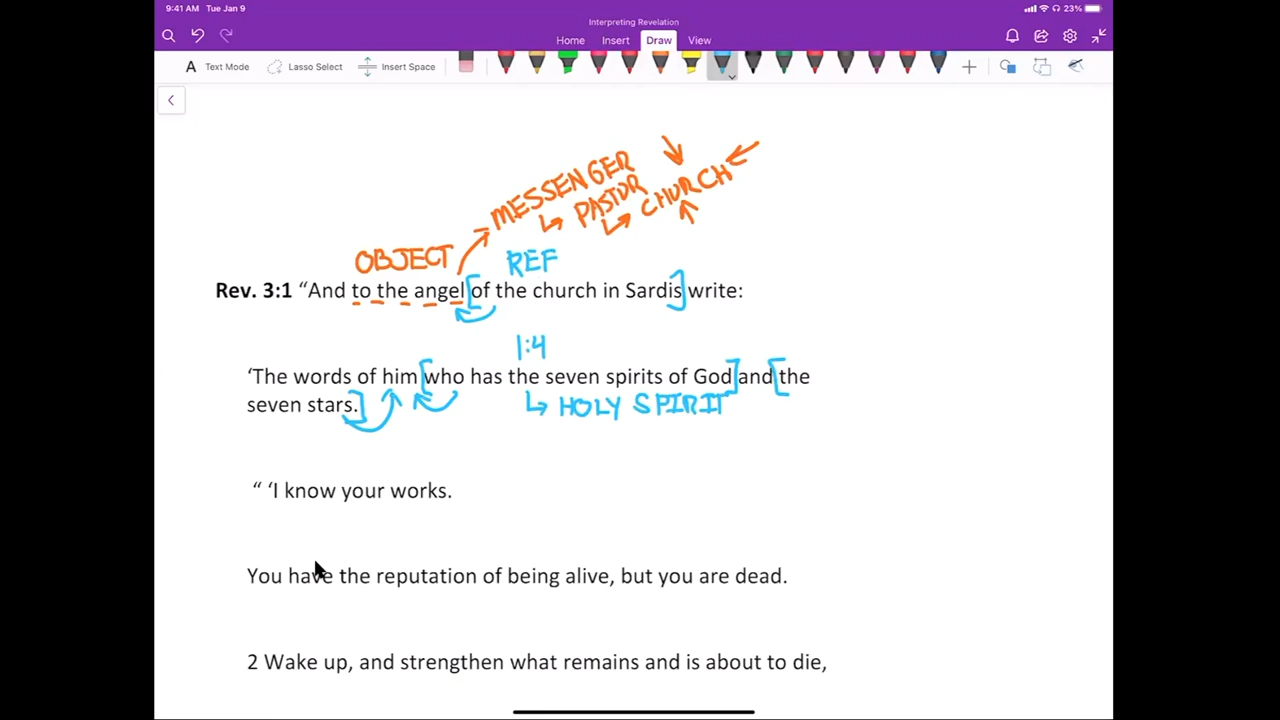 9:41 AM Tue Jan 9
23%
Interpreting Revelation
Home Insert Draw View
Text Mode Lasso Select Insert Space
MESSENGER
PASTOR
CHURCH
OBJECT
REF
Rev. 3:1 “And to the angel of the church in Sardis write:
1:4
‘The words of him who has the seven spirits of God and the
seven stars.
HOLY SPIRIT
“ ‘I know your works.
You have the reputation of being alive, but you are dead.
2 Wake up, and strengthen what remains and is about to die,